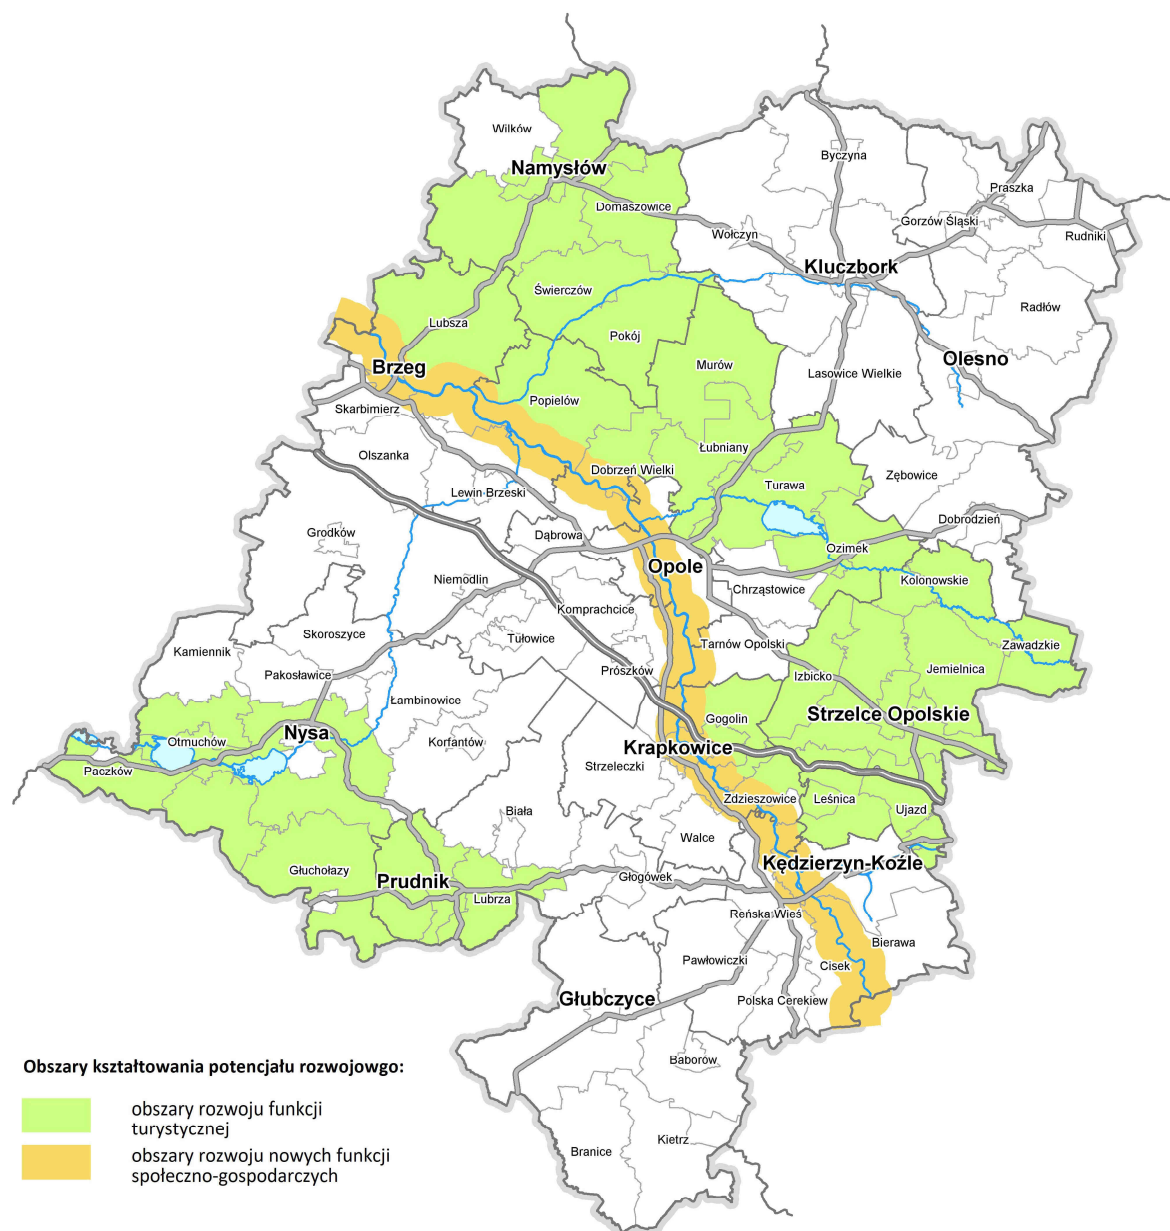 Wilków
Namysłów
Byczyna
Praszka
Domaszowice
Gorzów Śląski
Rudniki
Wołczyn
Kluczbork
Świerczów
Radłów
Lubsza
Pokój
Olesno
Brzeg
Murów
Lasowice Wielkie
Skarbimierz
Popielów
Olszanka
Łubniany
Dobrzeń Wielki
Zębowice
Lewin Brzeski
Turawa
Dobrodzień
Grodków
Dąbrowa
Ozimek
Opole
Niemodlin
Kolonowskie
Chrząstowice
Komprachcice
Skoroszyce
Tułowice
Tarnów Opolski
Zawadzkie
Kamiennik
Pakosławice
Prószków
Izbicko
Jemielnica
Łambinowice
Gogolin
Strzelce Opolskie
Nysa
Otmuchów
Korfantów
Krapkowice
Strzeleczki
Paczków
Zdzieszowice
Leśnica
Ujazd
Biała
Walce
Kędzierzyn-Koźle
Głuchołazy
Prudnik
Głogówek
Lubrza
Reńska Wieś
Bierawa
Pawłowiczki
Cisek
Głubczyce
Polska Cerekiew
Baborów
Kietrz
Branice
Obszary kształtowania potencjału rozwojowgo:
obszary rozwoju funkcji
turystycznej
obszary rozwoju nowych funkcji
społeczno-gospodarczych